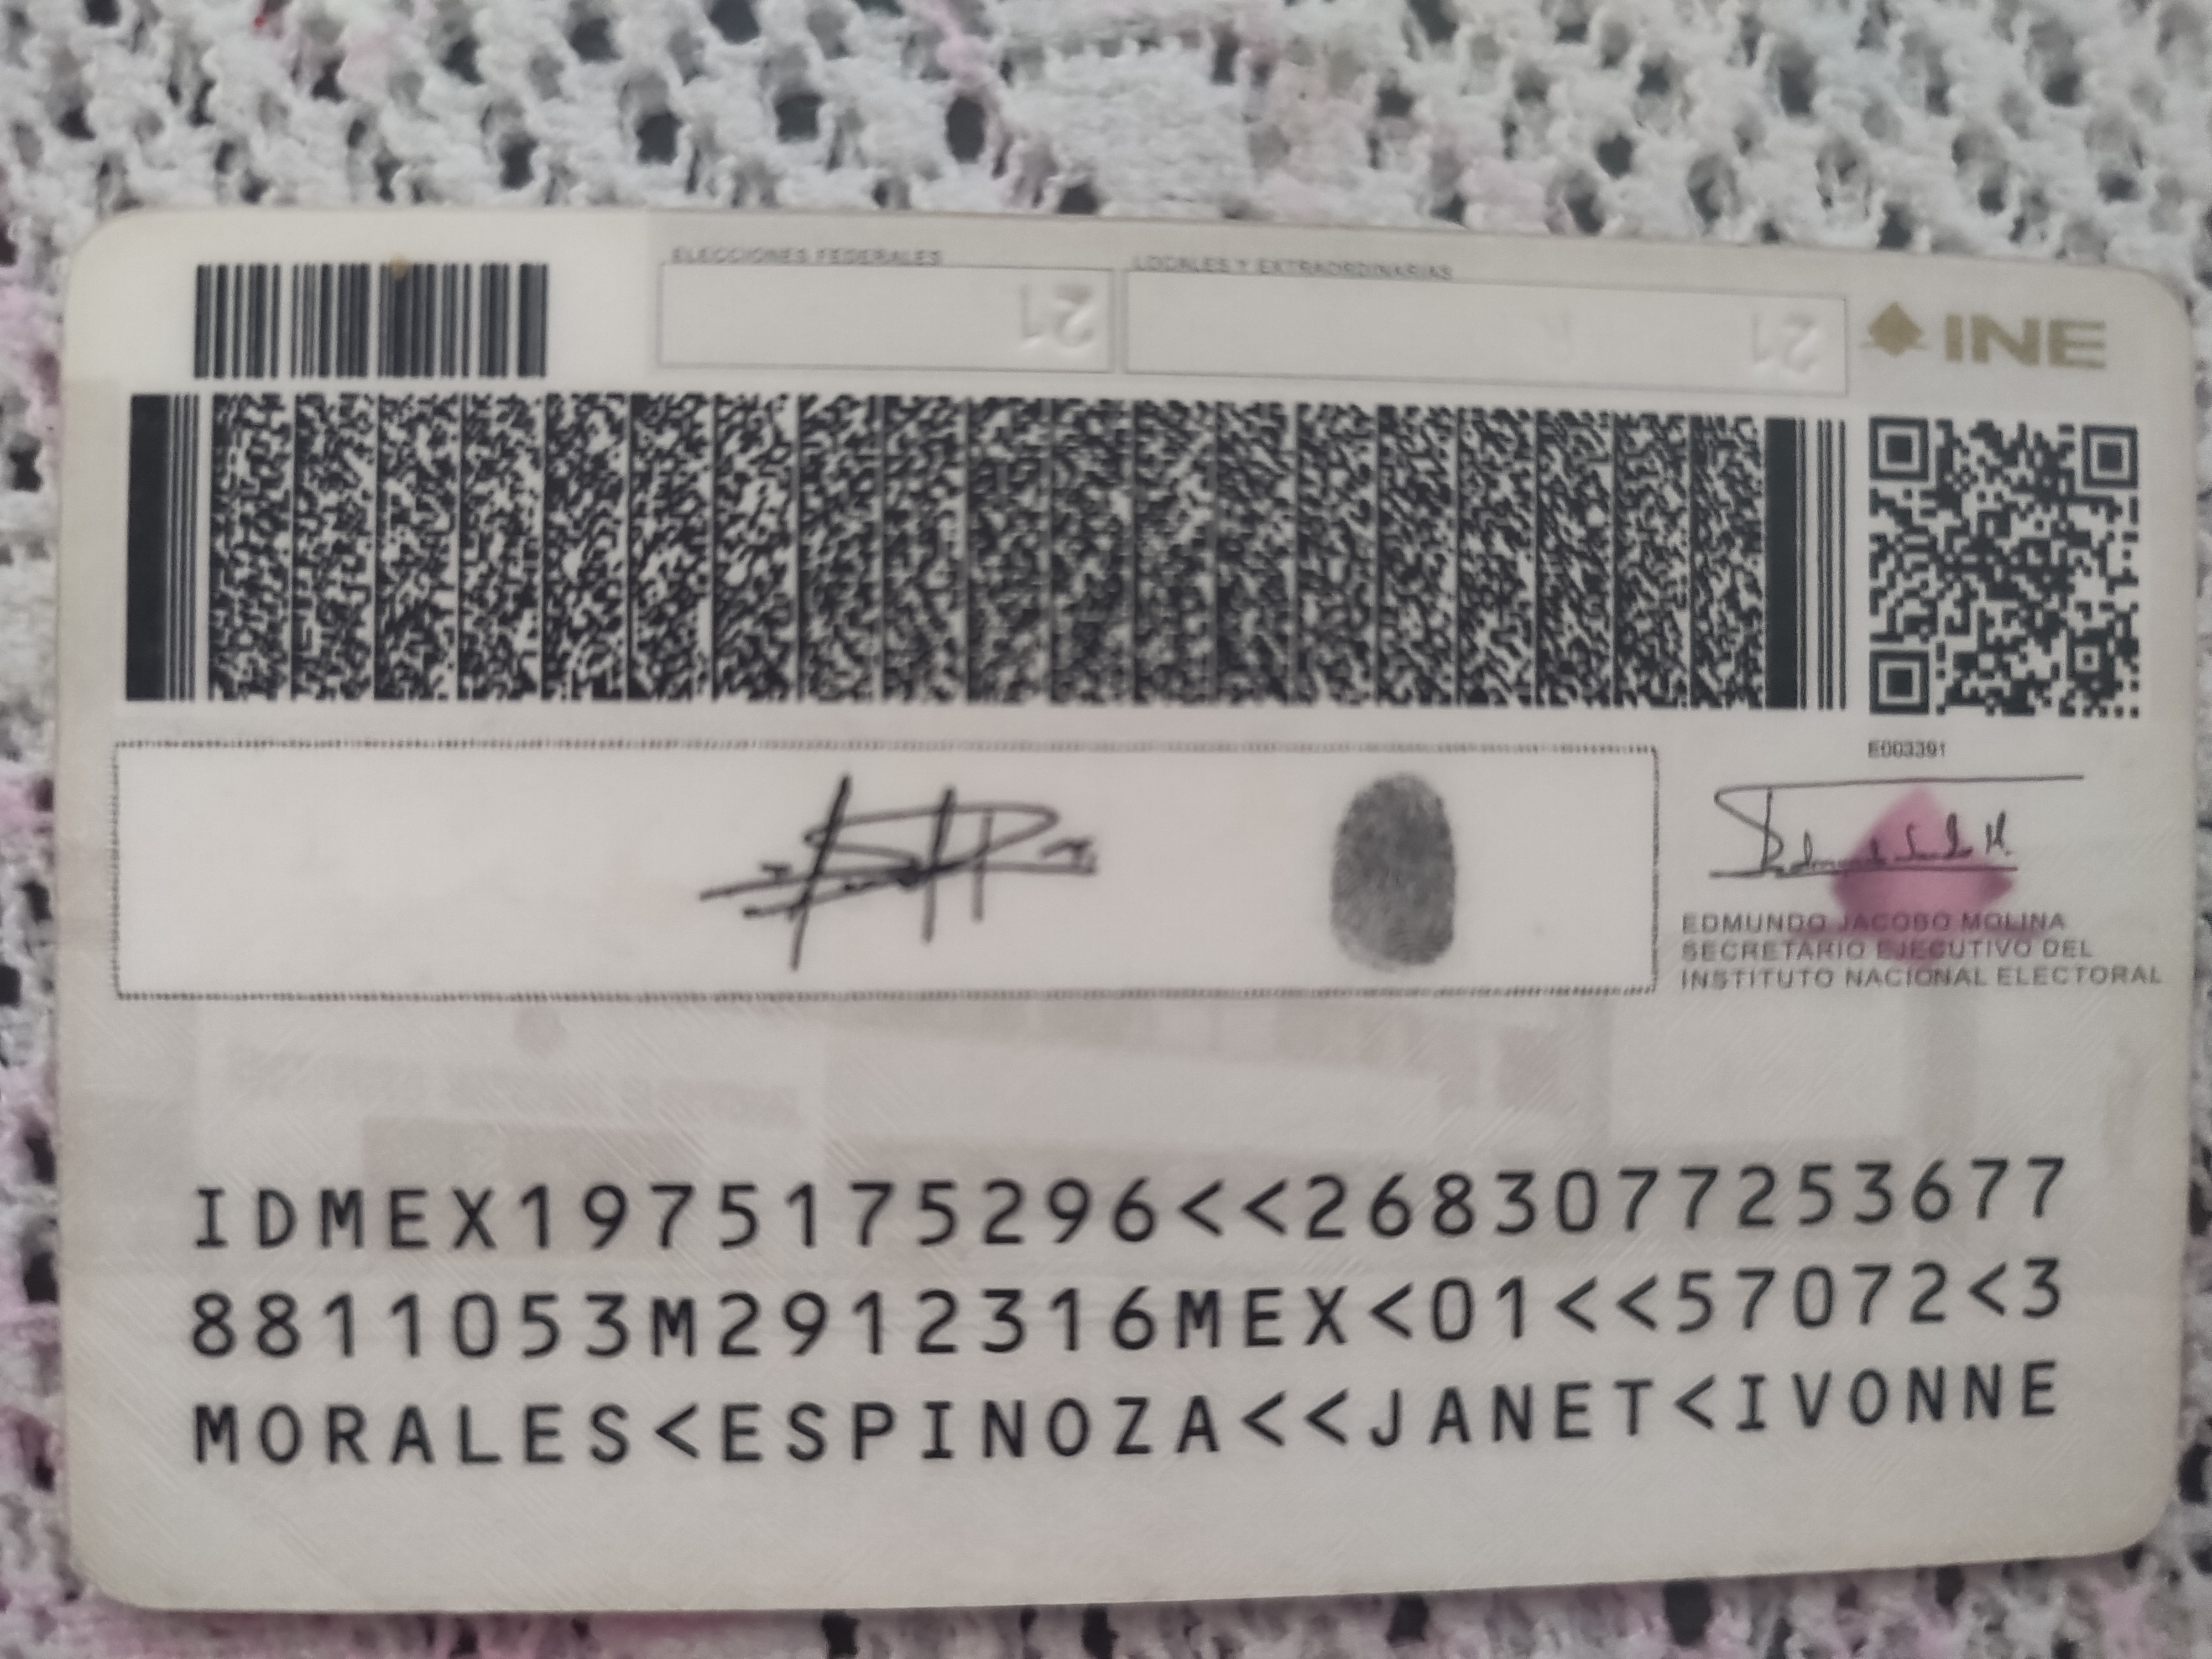 ELECCIONES FEDERALES
LOCALES Y EXTRAORDINARIAS
21
21
INE
E003391
EDMUNDO JACOBO MOLINA
SECRETARIO EJECUTIVO DEL
INSTITUTO NACIONAL ELECTORAL
IDMEX1975175296<<2683077253677
8811053M2912316MEX<01<<57072<3
MORALES<ESPINOZA<<JANET<IVONNE